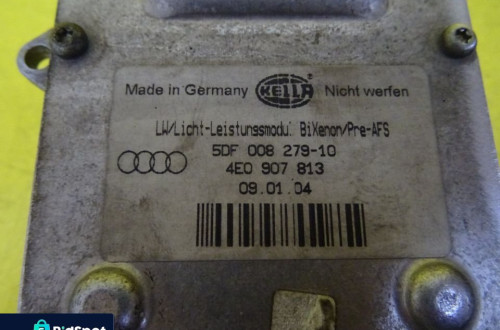 Made in Germany HELLA Nicht werfen
LW/Licht-Leistungsmodul BiXenon/Pre-AFS
5DF 008 279-10
4E0 907 813
09.01.04
BidSpot